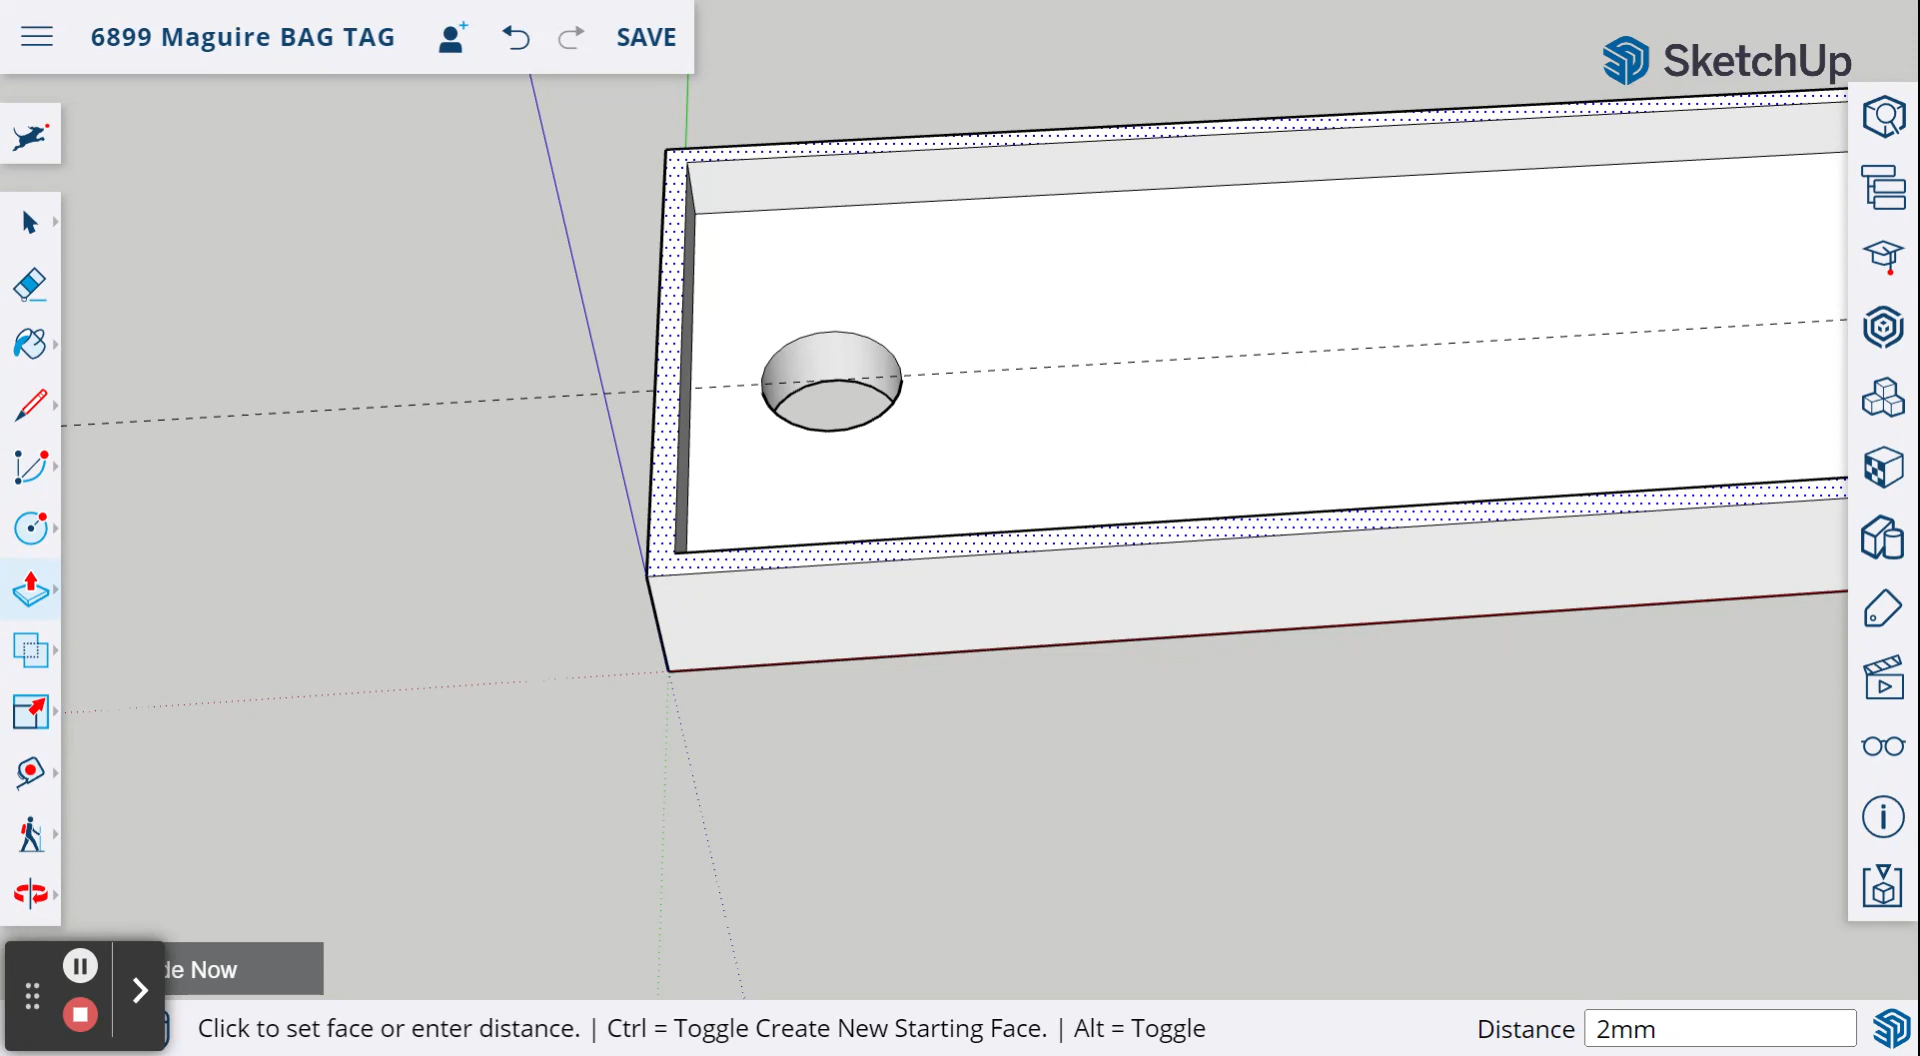 6899 Maguire BAG TAG
SAVE
SketchUp
de Now
Click to set face or enter distance. | Ctrl = Toggle Create New Starting Face. | Alt = Toggle
Distance 2mm